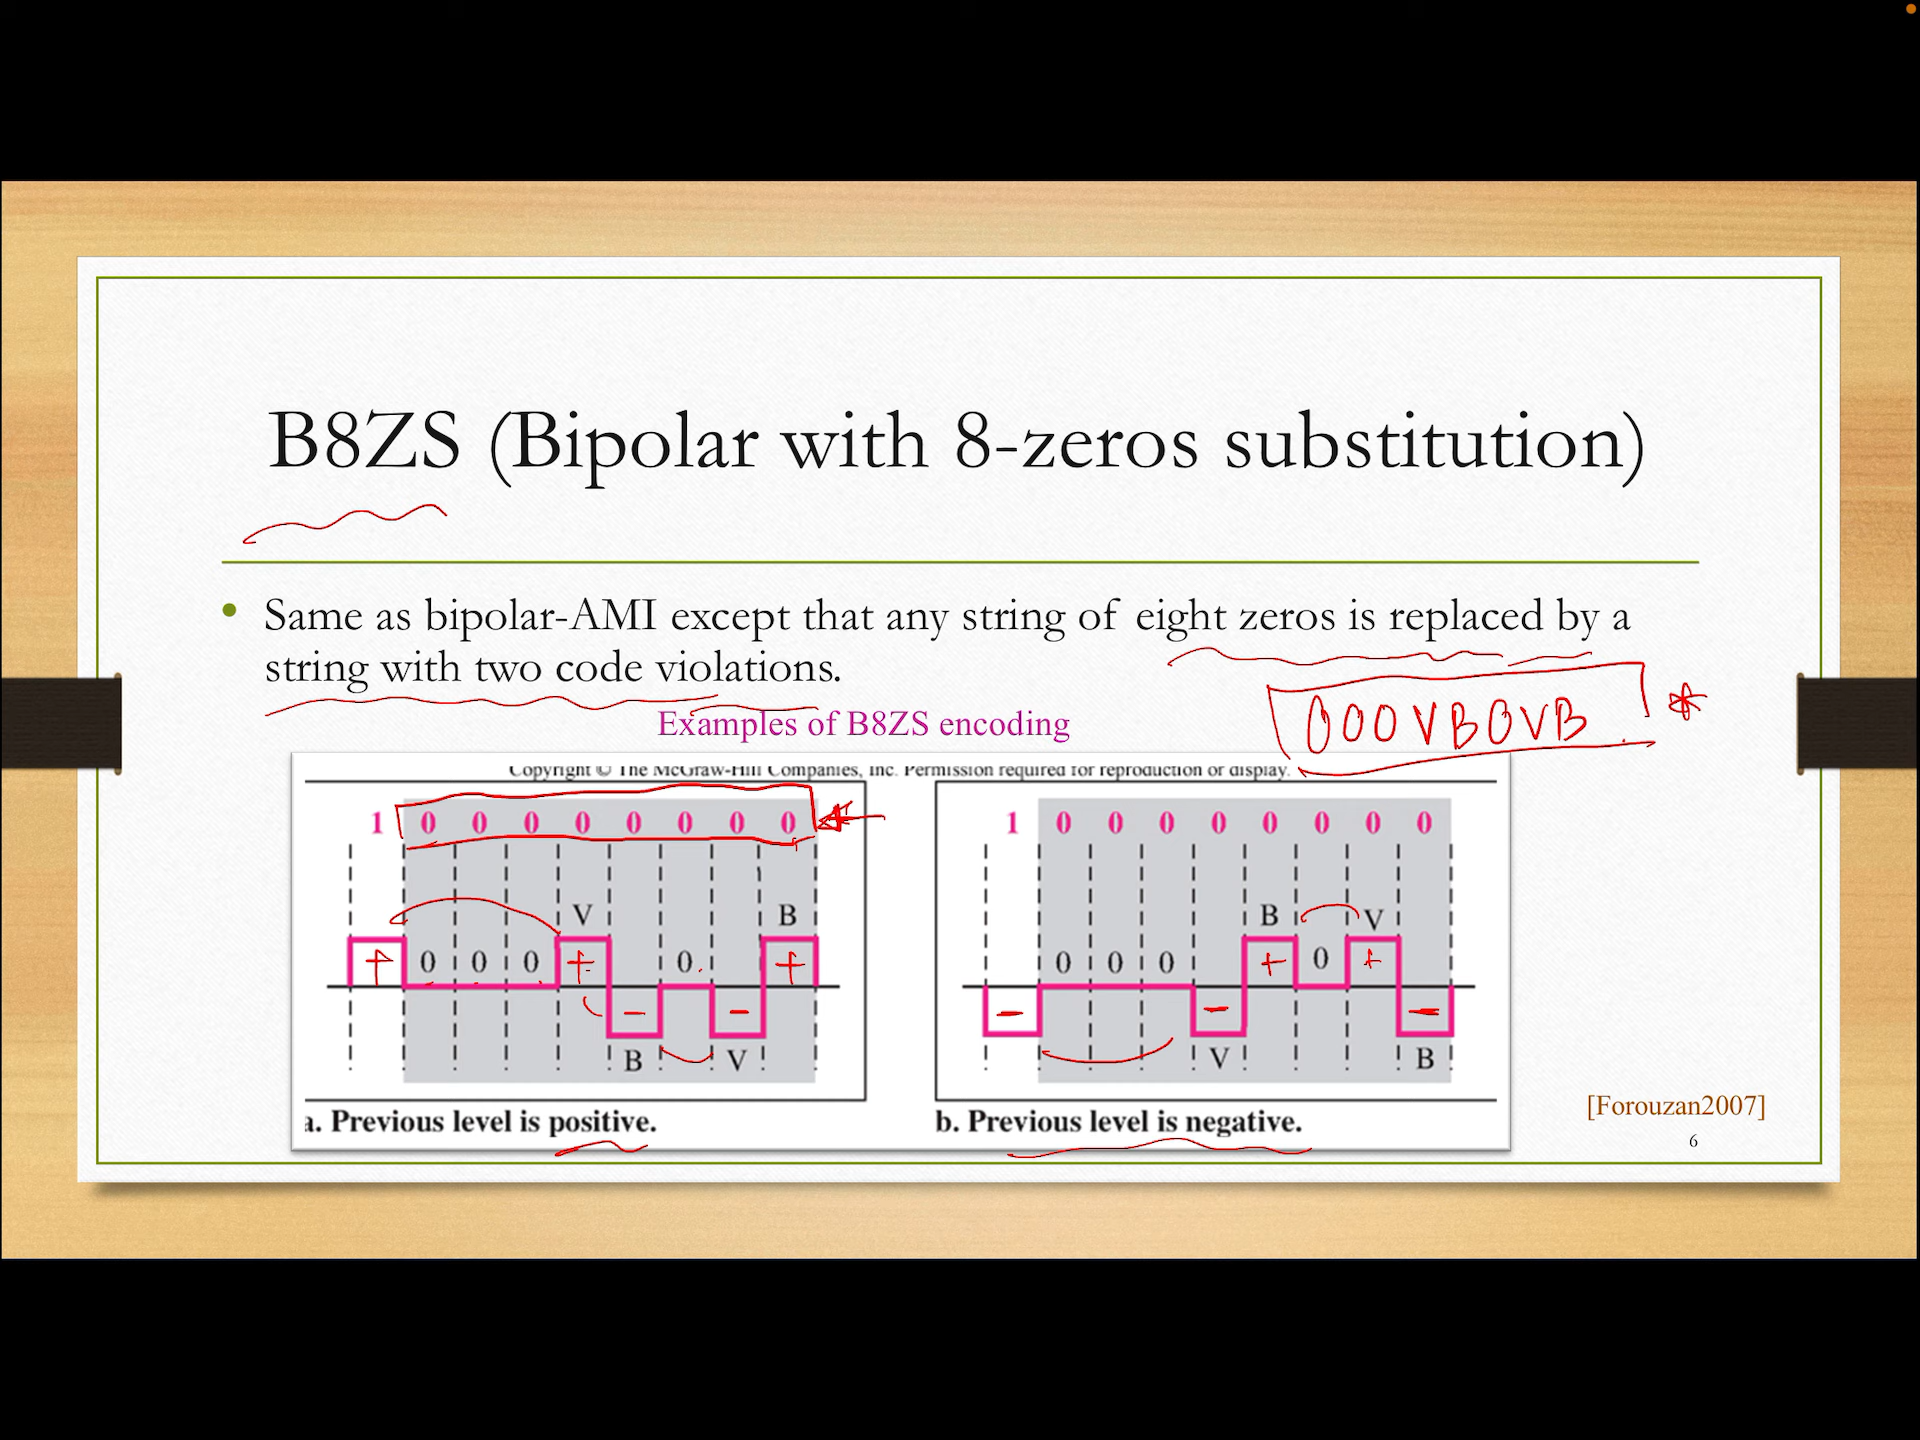 B8ZS (Bipolar with 8-zeros substitution)
• Same as bipolar-AMI except that any string of eight zeros is replaced by a
string with two code violations.
000VB0VB *
Examples of B8ZS encoding
Copyright © The McGraw-Hill Companies, Inc. Permission required for reproduction or display.
1 0 0 0 0 0 0 0 0
V B
+ 0 0 0 + 0 +
- -
B V
a. Previous level is positive.
1 0 0 0 0 0 0 0 0
B V
0 0 0 + 0 +
- - -
V B
b. Previous level is negative.
[Forouzan2007]
6